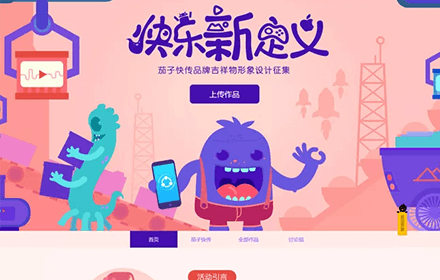 快乐新定义
茄子快传品牌吉祥物形象设计征集
上传作品
首页
茄子快传
全部作品
讨论组
活动引言